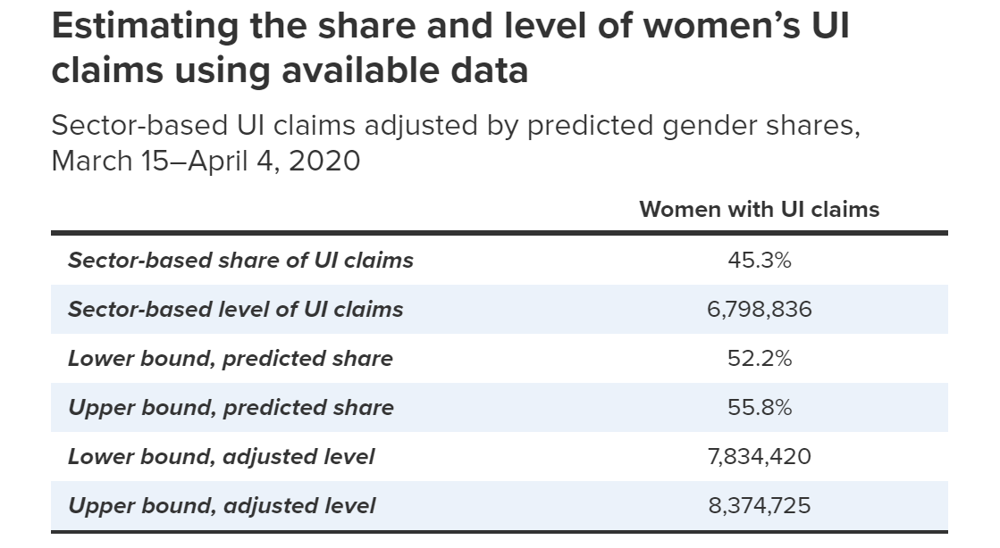 Estimating the share and level of women’s UI
claims using available data
Sector-based UI claims adjusted by predicted gender shares,
March 15–April 4, 2020
Women with UI claims
Sector-based share of UI claims 45.3%
Sector-based level of UI claims 6,798,836
Lower bound, predicted share 52.2%
Upper bound, predicted share 55.8%
Lower bound, adjusted level 7,834,420
Upper bound, adjusted level 8,374,725